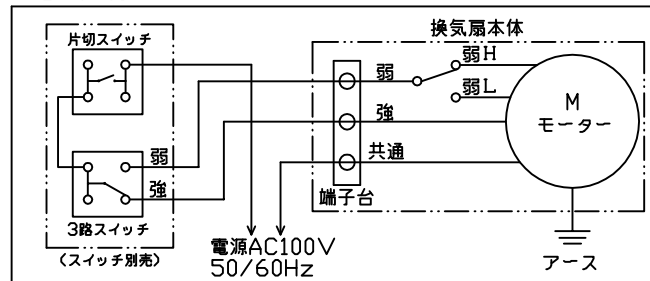 換気扇本体
片切スイッチ
弱
弱H
弱L
強
共通
M
モーター
端子台
弱
強
3路スイッチ
(スイッチ別売)
電源AC100V
50/60Hz
アース